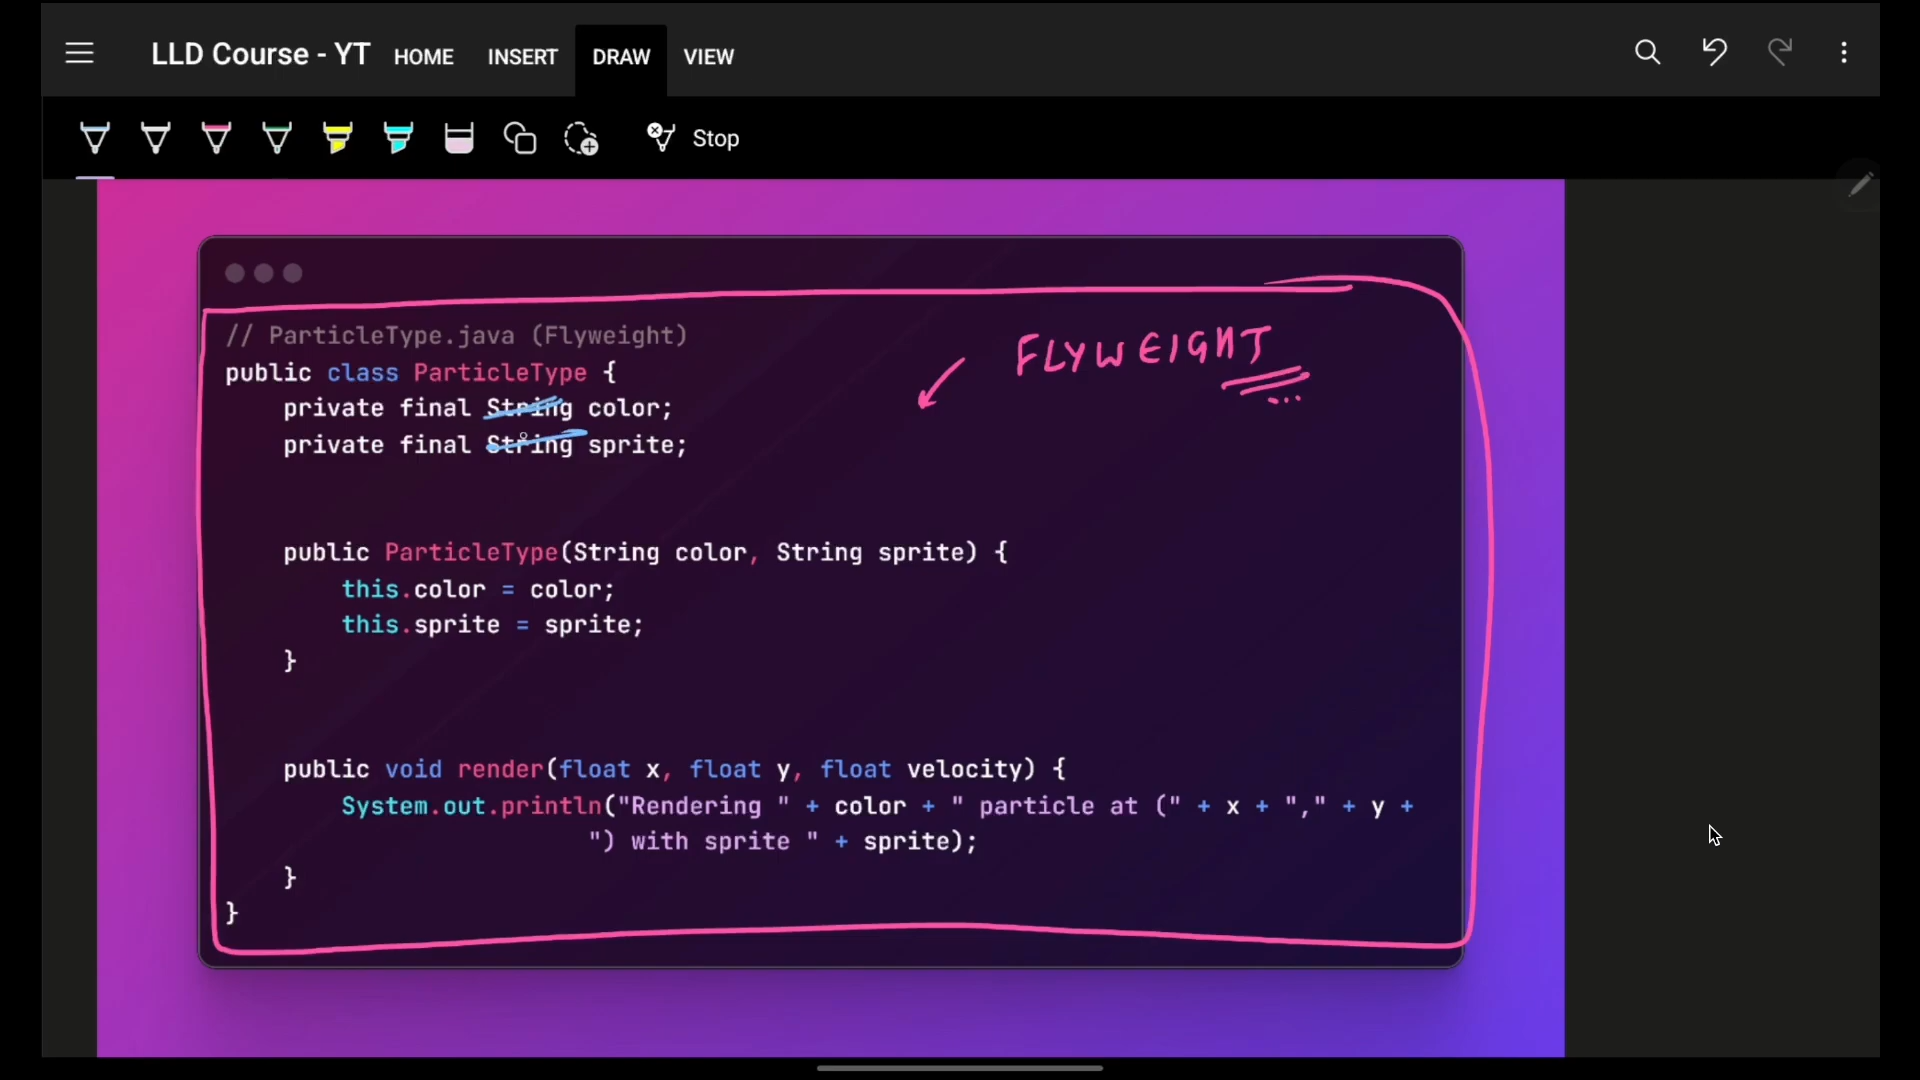 LLD Course - YT HOME INSERT DRAW VIEW
Stop
// ParticleType.java (Flyweight)
FLYWEIGHT
public class ParticleType {
private final String color;
private final String sprite;
public ParticleType(String color, String sprite) {
this.color = color;
this.sprite = sprite;
}
public void render(float x, float y, float velocity) {
System.out.println("Rendering " + color + " particle at (" + x + "," + y +
") with sprite " + sprite);
}
}